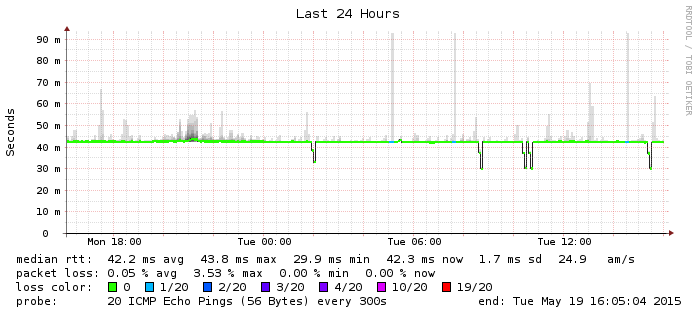 Last 24 Hours
RRDTOOL / TOBI OETIKER
Seconds
90 m
80 m
70 m
60 m
50 m
40 m
30 m
20 m
10 m
0
Mon 18:00 Tue 00:00 Tue 06:00 Tue 12:00
median rtt: 42.2 ms avg 43.8 ms max 29.9 ms min 42.3 ms now 1.7 ms sd 24.9 am/s
packet loss: 0.05 % avg 3.53 % max 0.00 % min 0.00 % now
loss color: 0 1/20 2/20 3/20 4/20 10/20 19/20
probe: 20 ICMP Echo Pings (56 Bytes) every 300s end: Tue May 19 16:05:04 2015